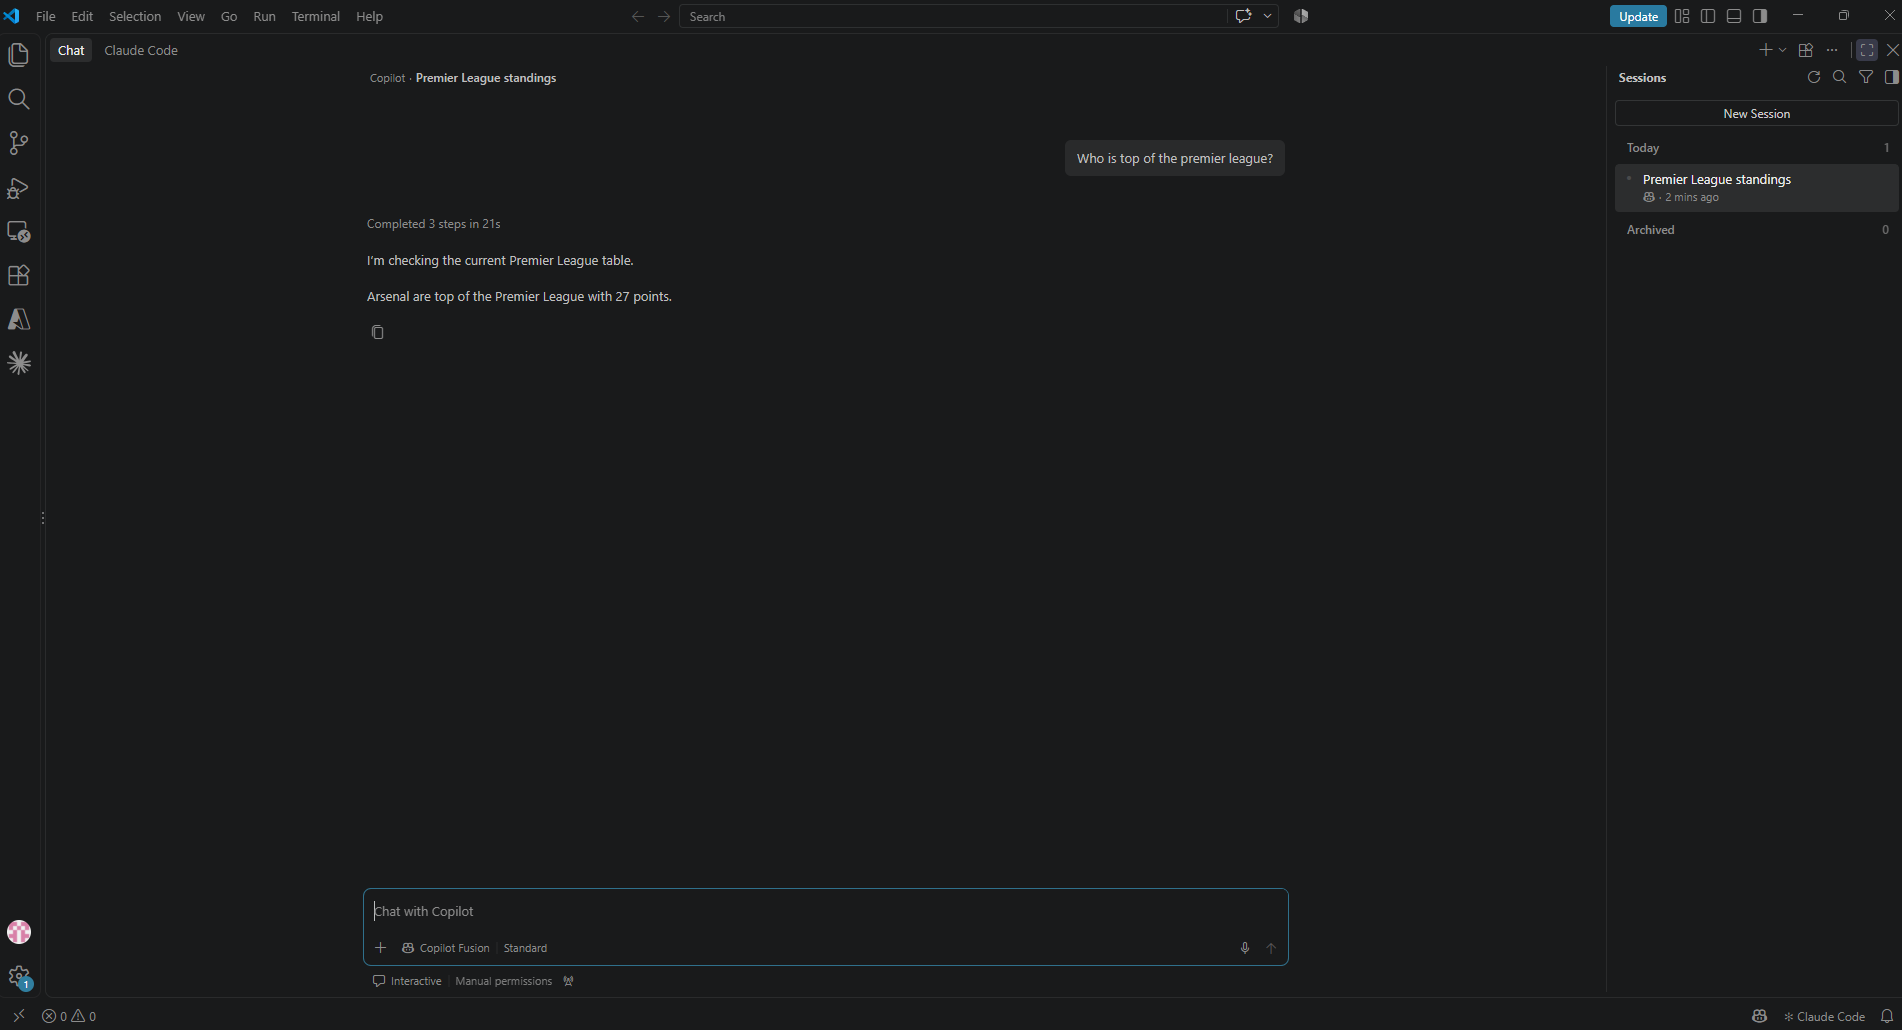 File Edit Selection View Go Run Terminal Help
Search
Update
Chat Claude Code
Copilot · Premier League standings
Who is top of the premier league?
Completed 3 steps in 21s
I'm checking the current Premier League table.
Arsenal are top of the Premier League with 27 points.
Chat with Copilot
Copilot Fusion Standard
Interactive Manual permissions
Sessions
New Session
Today 1
Premier League standings
· 2 mins ago
Archived 0
1
0 0
Claude Code